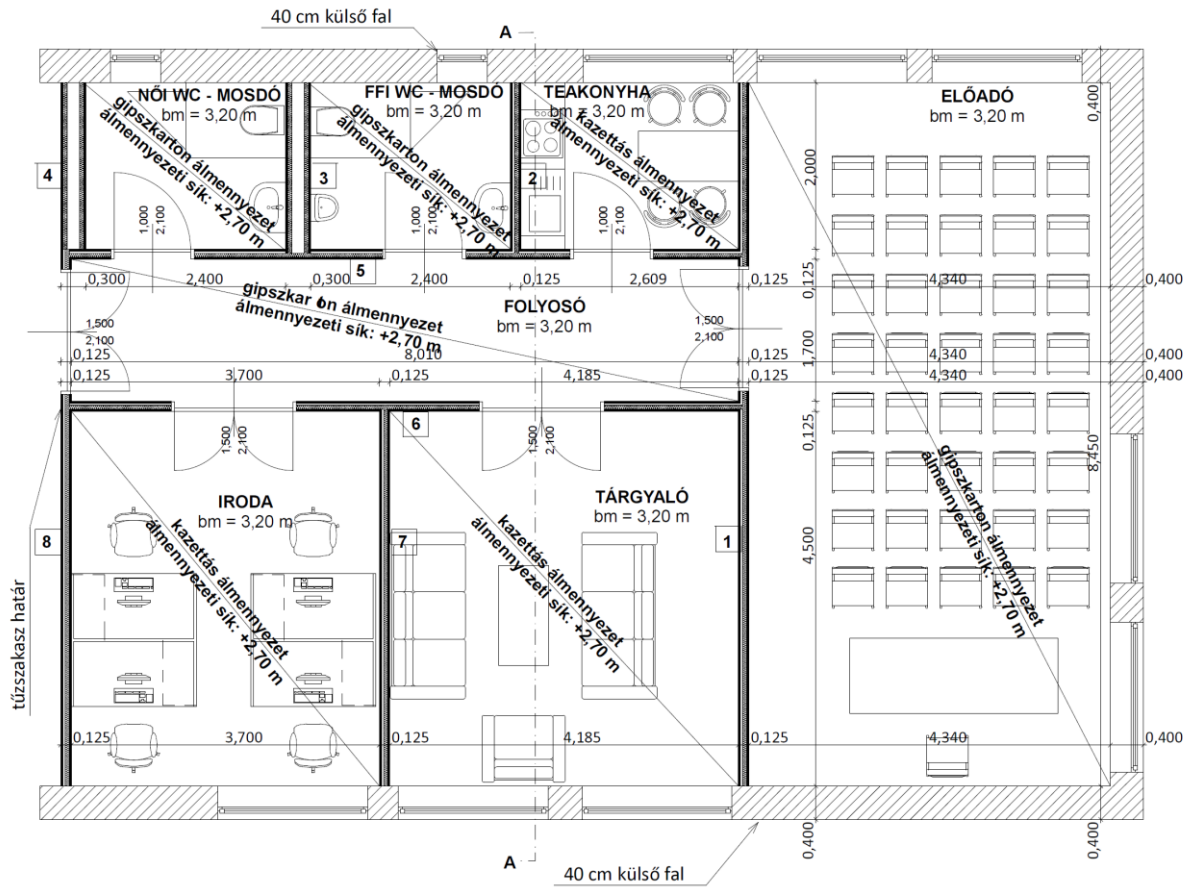 40 cm külső fal
A
NŐI WC - MOSDÓ
bm = 3,20 m
gipszkarton álmennyezet
álmennyezeti sík: +2,70 m
FFI WC - MOSDÓ
bm = 3,20 m
gipszkarton álmennyezet
álmennyezeti sík: +2,70 m
TEAKONYHA
bm = 3,20 m
kazettás álmennyezet
álmennyezeti sík: +2,70 m
ELŐADÓ
bm = 3,20 m
0,400
4
3
2
2,000
1,000
2,100
1,000
2,100
1,000
2,100
5
0,300
2,400
0,300
2,400
0,125
2,609
0,125
0,125
4,340
0,400
gipszkar on álmennyezet
álmennyezeti sík: +2,70 m
FOLYOSÓ
bm = 3,20 m
1,500
2,100
1,500
2,100
1,700
0,125
8,010
0,125
4,340
0,400
0,125
3,700
0,125
4,185
0,125
4,340
0,400
6
1,500
2,100
1,500
2,100
0,125
8,450
gipszkarton álmennyezet
álmennyezeti sík: +2,70 m
IRODA
bm = 3,20 m
kazettás álmennyezet
álmennyezeti sík: +2,70 m
TÁRGYALÓ
bm = 3,20 m
kazettás álmennyezet
álmennyezeti sík: +2,70 m
8
7
1
4,500
tűzszakasz határ
0,125
3,700
0,125
4,185
0,125
4,340
0,400
0,400
0,400
A
40 cm külső fal